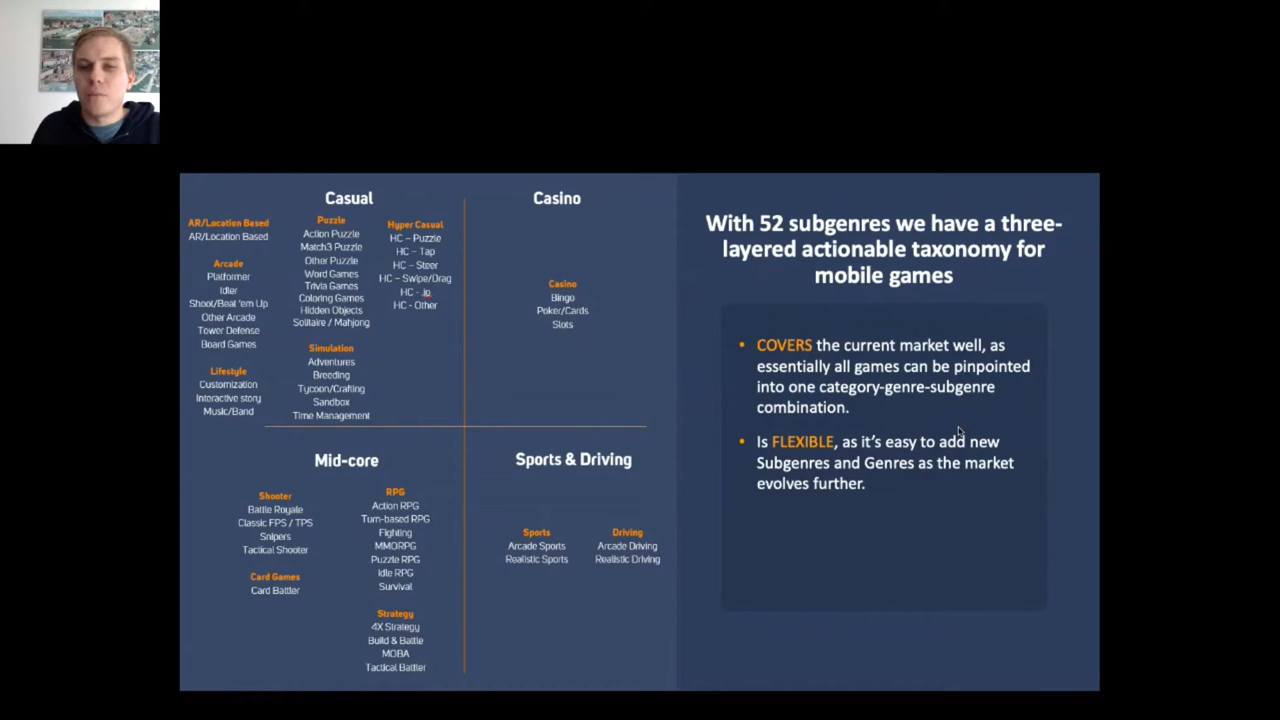 Casual
AR/Location Based
AR/Location Based
Arcade
Platformer
Idler
Shoot/Beat 'em Up
Other Arcade
Tower Defense
Board Games
Lifestyle
Customization
Interactive story
Music/Band
Puzzle
Action Puzzle
Match3 Puzzle
Other Puzzle
Word Games
Trivia Games
Coloring Games
Hidden Objects
Solitaire / Mahjong
Simulation
Adventures
Breeding
Tycoon/Crafting
Sandbox
Time Management
Hyper Casual
HC – Puzzle
HC – Tap
HC – Steer
HC – Swipe/Drag
HC - .io
HC - Other
Casino
Casino
Bingo
Poker/Cards
Slots
Mid-core
Shooter
Battle Royale
Classic FPS / TPS
Snipers
Tactical Shooter
Card Games
Card Battler
RPG
Action RPG
Turn-based RPG
Fighting
MMORPG
Puzzle RPG
Idle RPG
Survival
Strategy
4X Strategy
Build & Battle
MOBA
Tactical Battler
Sports & Driving
Sports
Arcade Sports
Realistic Sports
Driving
Arcade Driving
Realistic Driving
With 52 subgenres we have a three-
layered actionable taxonomy for
mobile games
• COVERS the current market well, as
essentially all games can be pinpointed
into one category-genre-subgenre
combination.
• Is FLEXIBLE, as it's easy to add new
Subgenres and Genres as the market
evolves further.